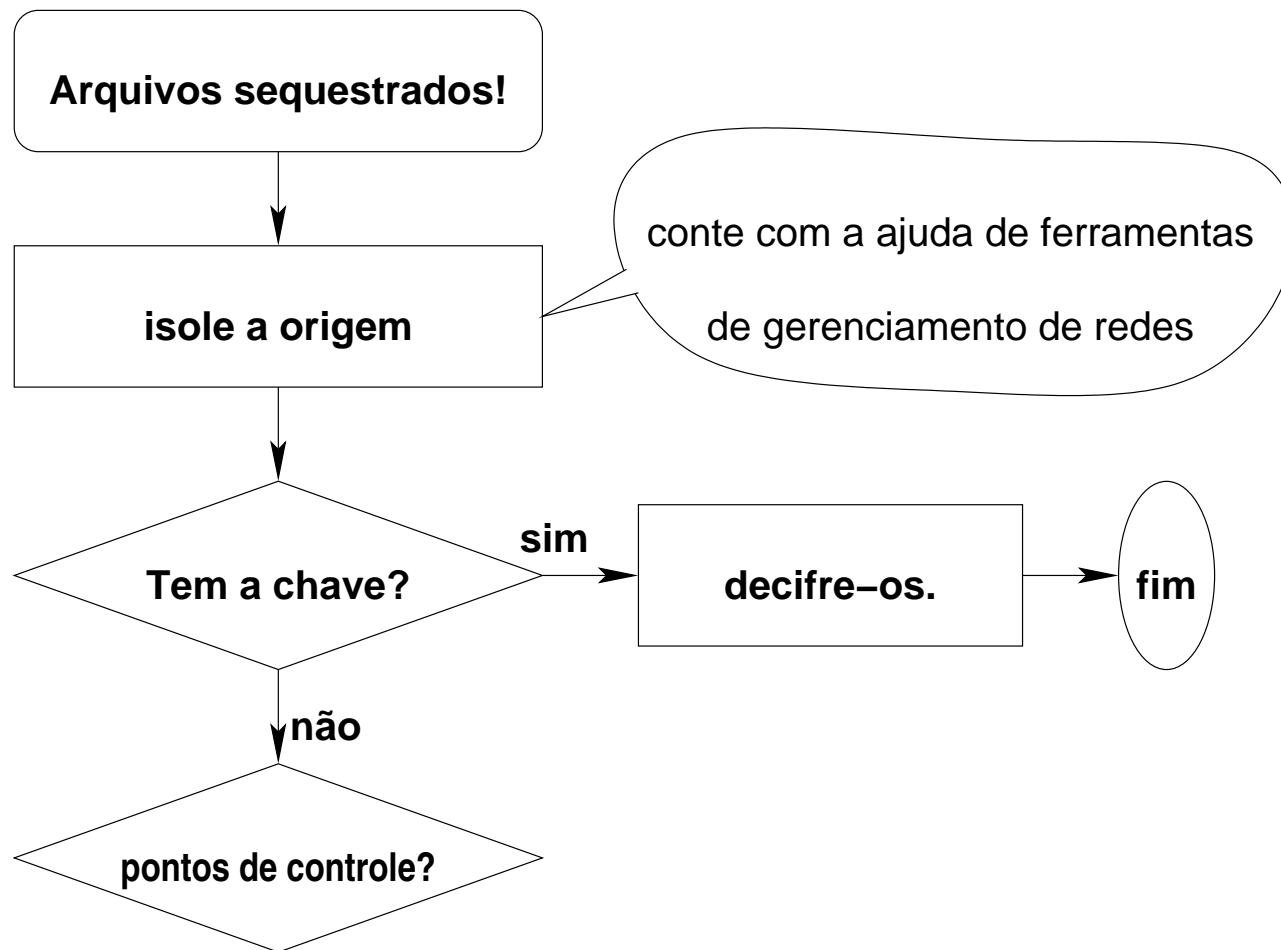 Arquivos sequestrados!
conte com a ajuda de ferramentas
de gerenciamento de redes
isole a origem
Tem a chave?
sim
decifre–os.
fim
não
pontos de controle?